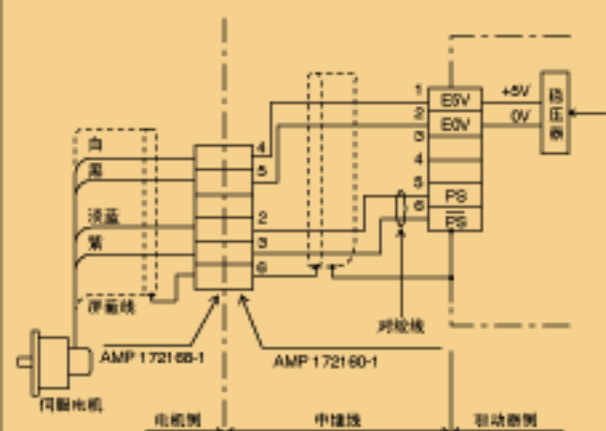 白
黑
淡蓝
紫
屏蔽线
伺服电机
4
5
2
3
6
AMP 172168-1
AMP 172160-1
1
2
3
4
5
6
E5V
E0V
PS
PS
+5V
0V
稳压器
对绞线
电机侧
中继线
驱动器侧